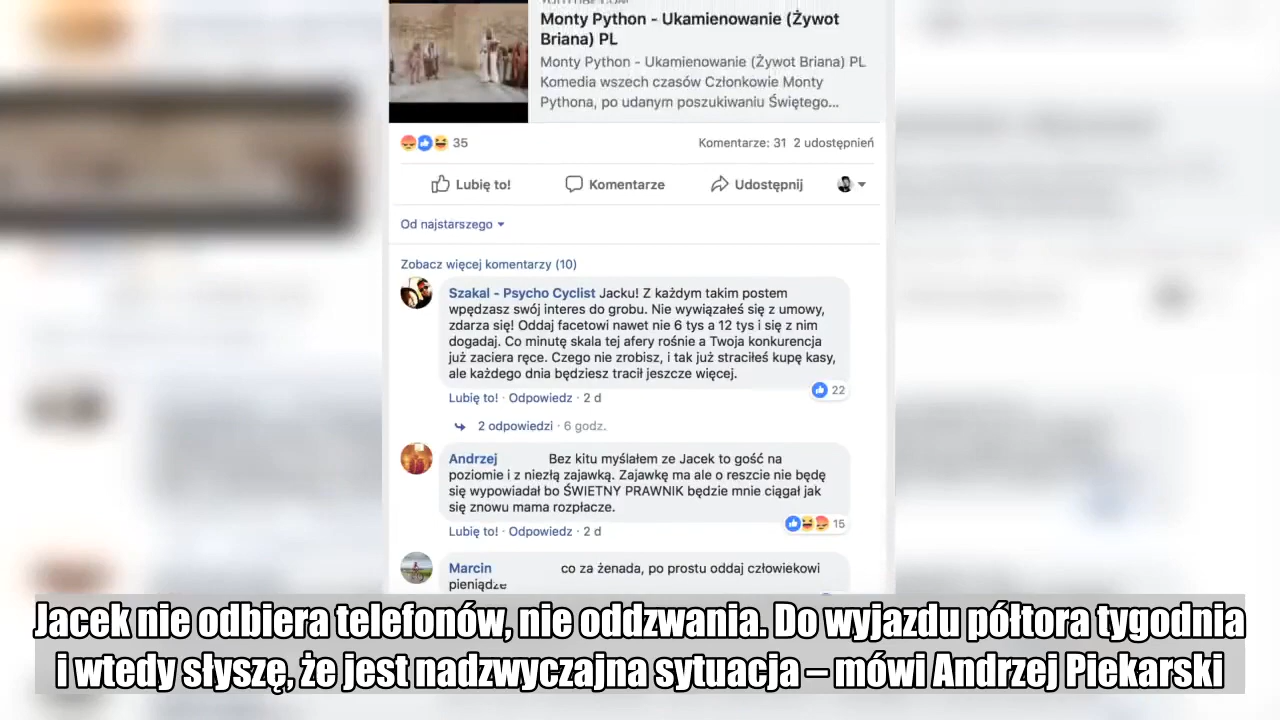 YOUTUBE.COM
Monty Python - Ukamienowanie (Żywot
Briana) PL
Monty Python - Ukamienowanie (Żywot Briana) PL
Komedia wszech czasów Członkowie Monty
Pythona, po udanym poszukiwaniu Świętego...
35
Komentarze: 31 2 udostępnień
Lubię to! Komentarze Udostępnij
Od najstarszego
Zobacz więcej komentarzy (10)
Szakal - Psycho Cyclist Jacku! Z każdym takim postem
wpędzasz swój interes do grobu. Nie wywiązałeś się z umowy,
zdarza się! Oddaj facetowi nawet nie 6 tys a 12 tys i się z nim
dogadaj. Co minutę skala tej afery rośnie a Twoja konkurencja
już zaciera ręce. Czego nie zrobisz, i tak już straciłeś kupę kasy,
ale każdego dnia będziesz tracił jeszcze więcej.
22
Lubię to! · Odpowiedz · 2 d
2 odpowiedzi · 6 godz.
Andrzej Bez kitu myślałem ze Jacek to gość na
poziomie i z niezłą zajawką. Zajawkę ma ale o reszcie nie będę
się wypowiadał bo ŚWIETNY PRAWNIK będzie mnie ciągał jak
się znowu mama rozpłacze.
15
Lubię to! · Odpowiedz · 2 d
Marcin co za żenada, po prostu oddaj człowiekowi
pieniądze
Jacek nie odbiera telefonów, nie oddzwania. Do wyjazdu półtora tygodnia
i wtedy słyszę, że jest nadzwyczajna sytuacja – mówi Andrzej Piekarski